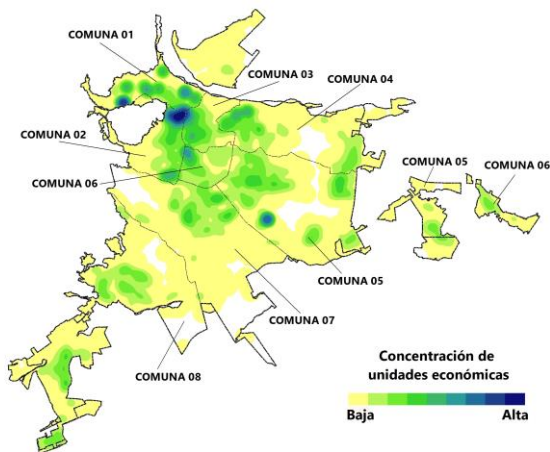 COMUNA 01
COMUNA 03
COMUNA 04
COMUNA 02
COMUNA 05
COMUNA 06
COMUNA 06
COMUNA 05
COMUNA 07
COMUNA 08
Concentración de
unidades económicas
Baja Alta